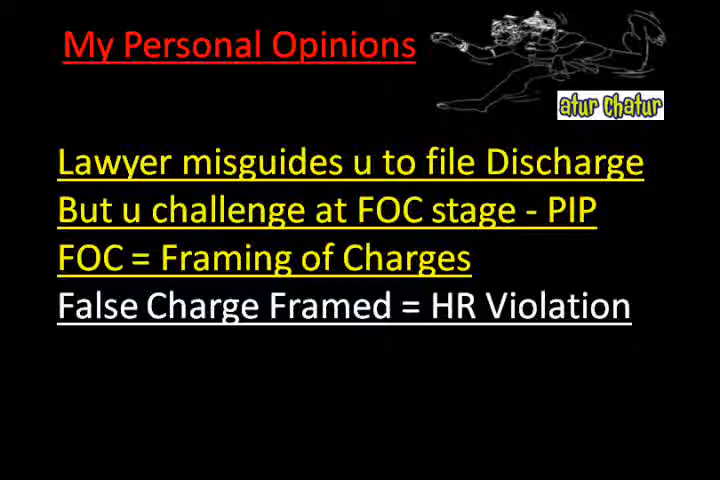 My Personal Opinions
atur chatur
Lawyer misguides u to file Discharge
But u challenge at FOC stage - PIP
FOC = Framing of Charges
False Charge Framed = HR Violation